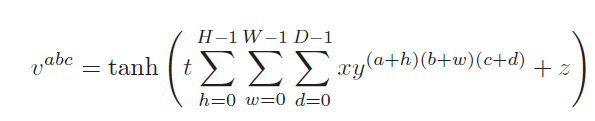 v^{abc} = \tanh \left( t \sum_{h=0}^{H-1} \sum_{w=0}^{W-1} \sum_{d=0}^{D-1} xy^{(a+h)(b+w)(c+d)} + z \right)